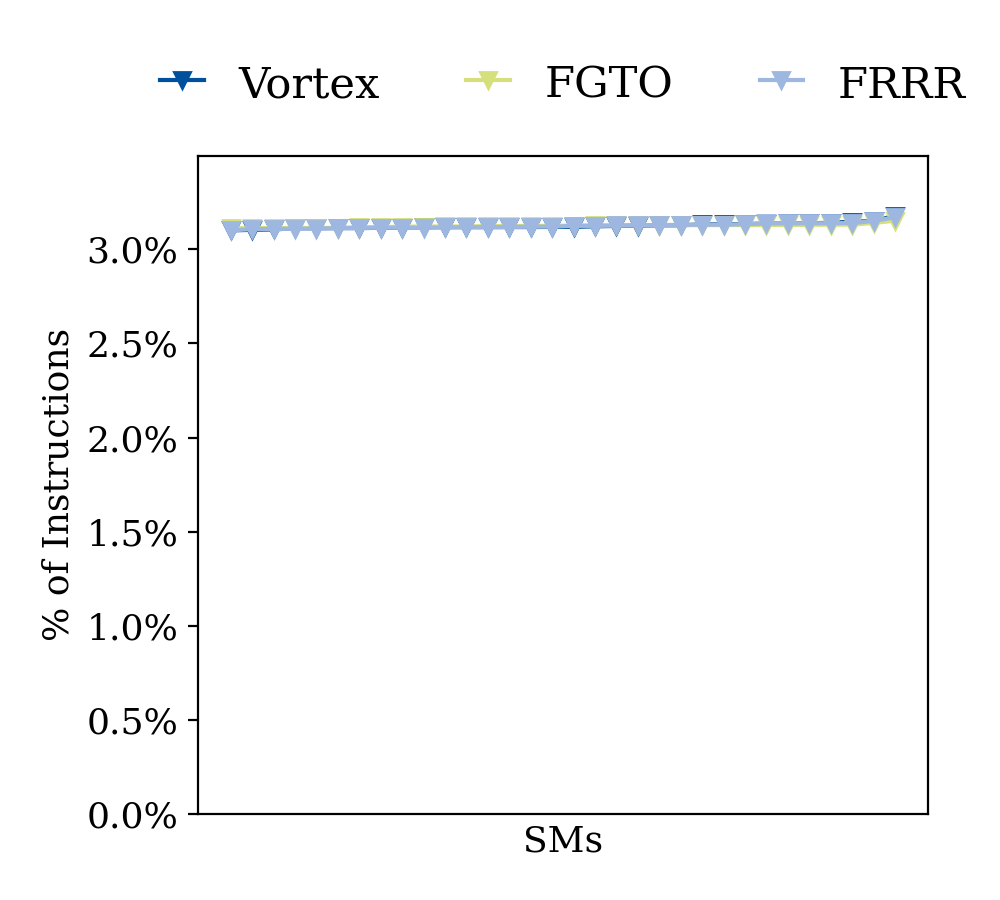 Vortex FGTO FRRR
3.0%
2.5%
2.0%
1.5%
1.0%
0.5%
0.0%
% of Instructions
SMs